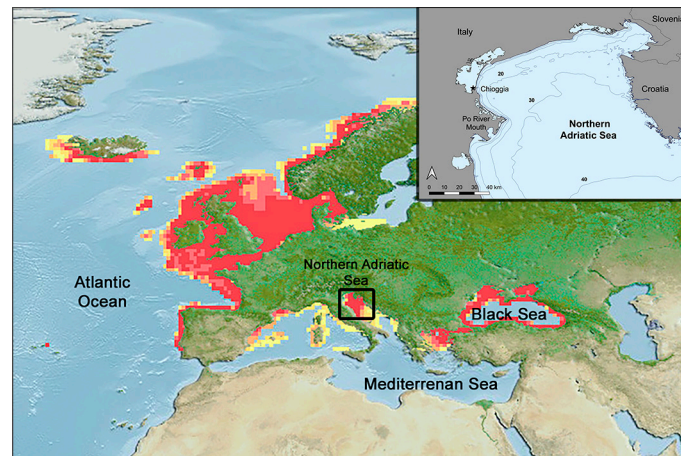 Italy
Slovenia
20
Chioggia
Croatia
30
Po River
Mouth
Northern
Adriatic Sea
40
0 10 20 30 40 km
Northern Adriatic
Sea
Atlantic
Ocean
Black Sea
Mediterrenan Sea